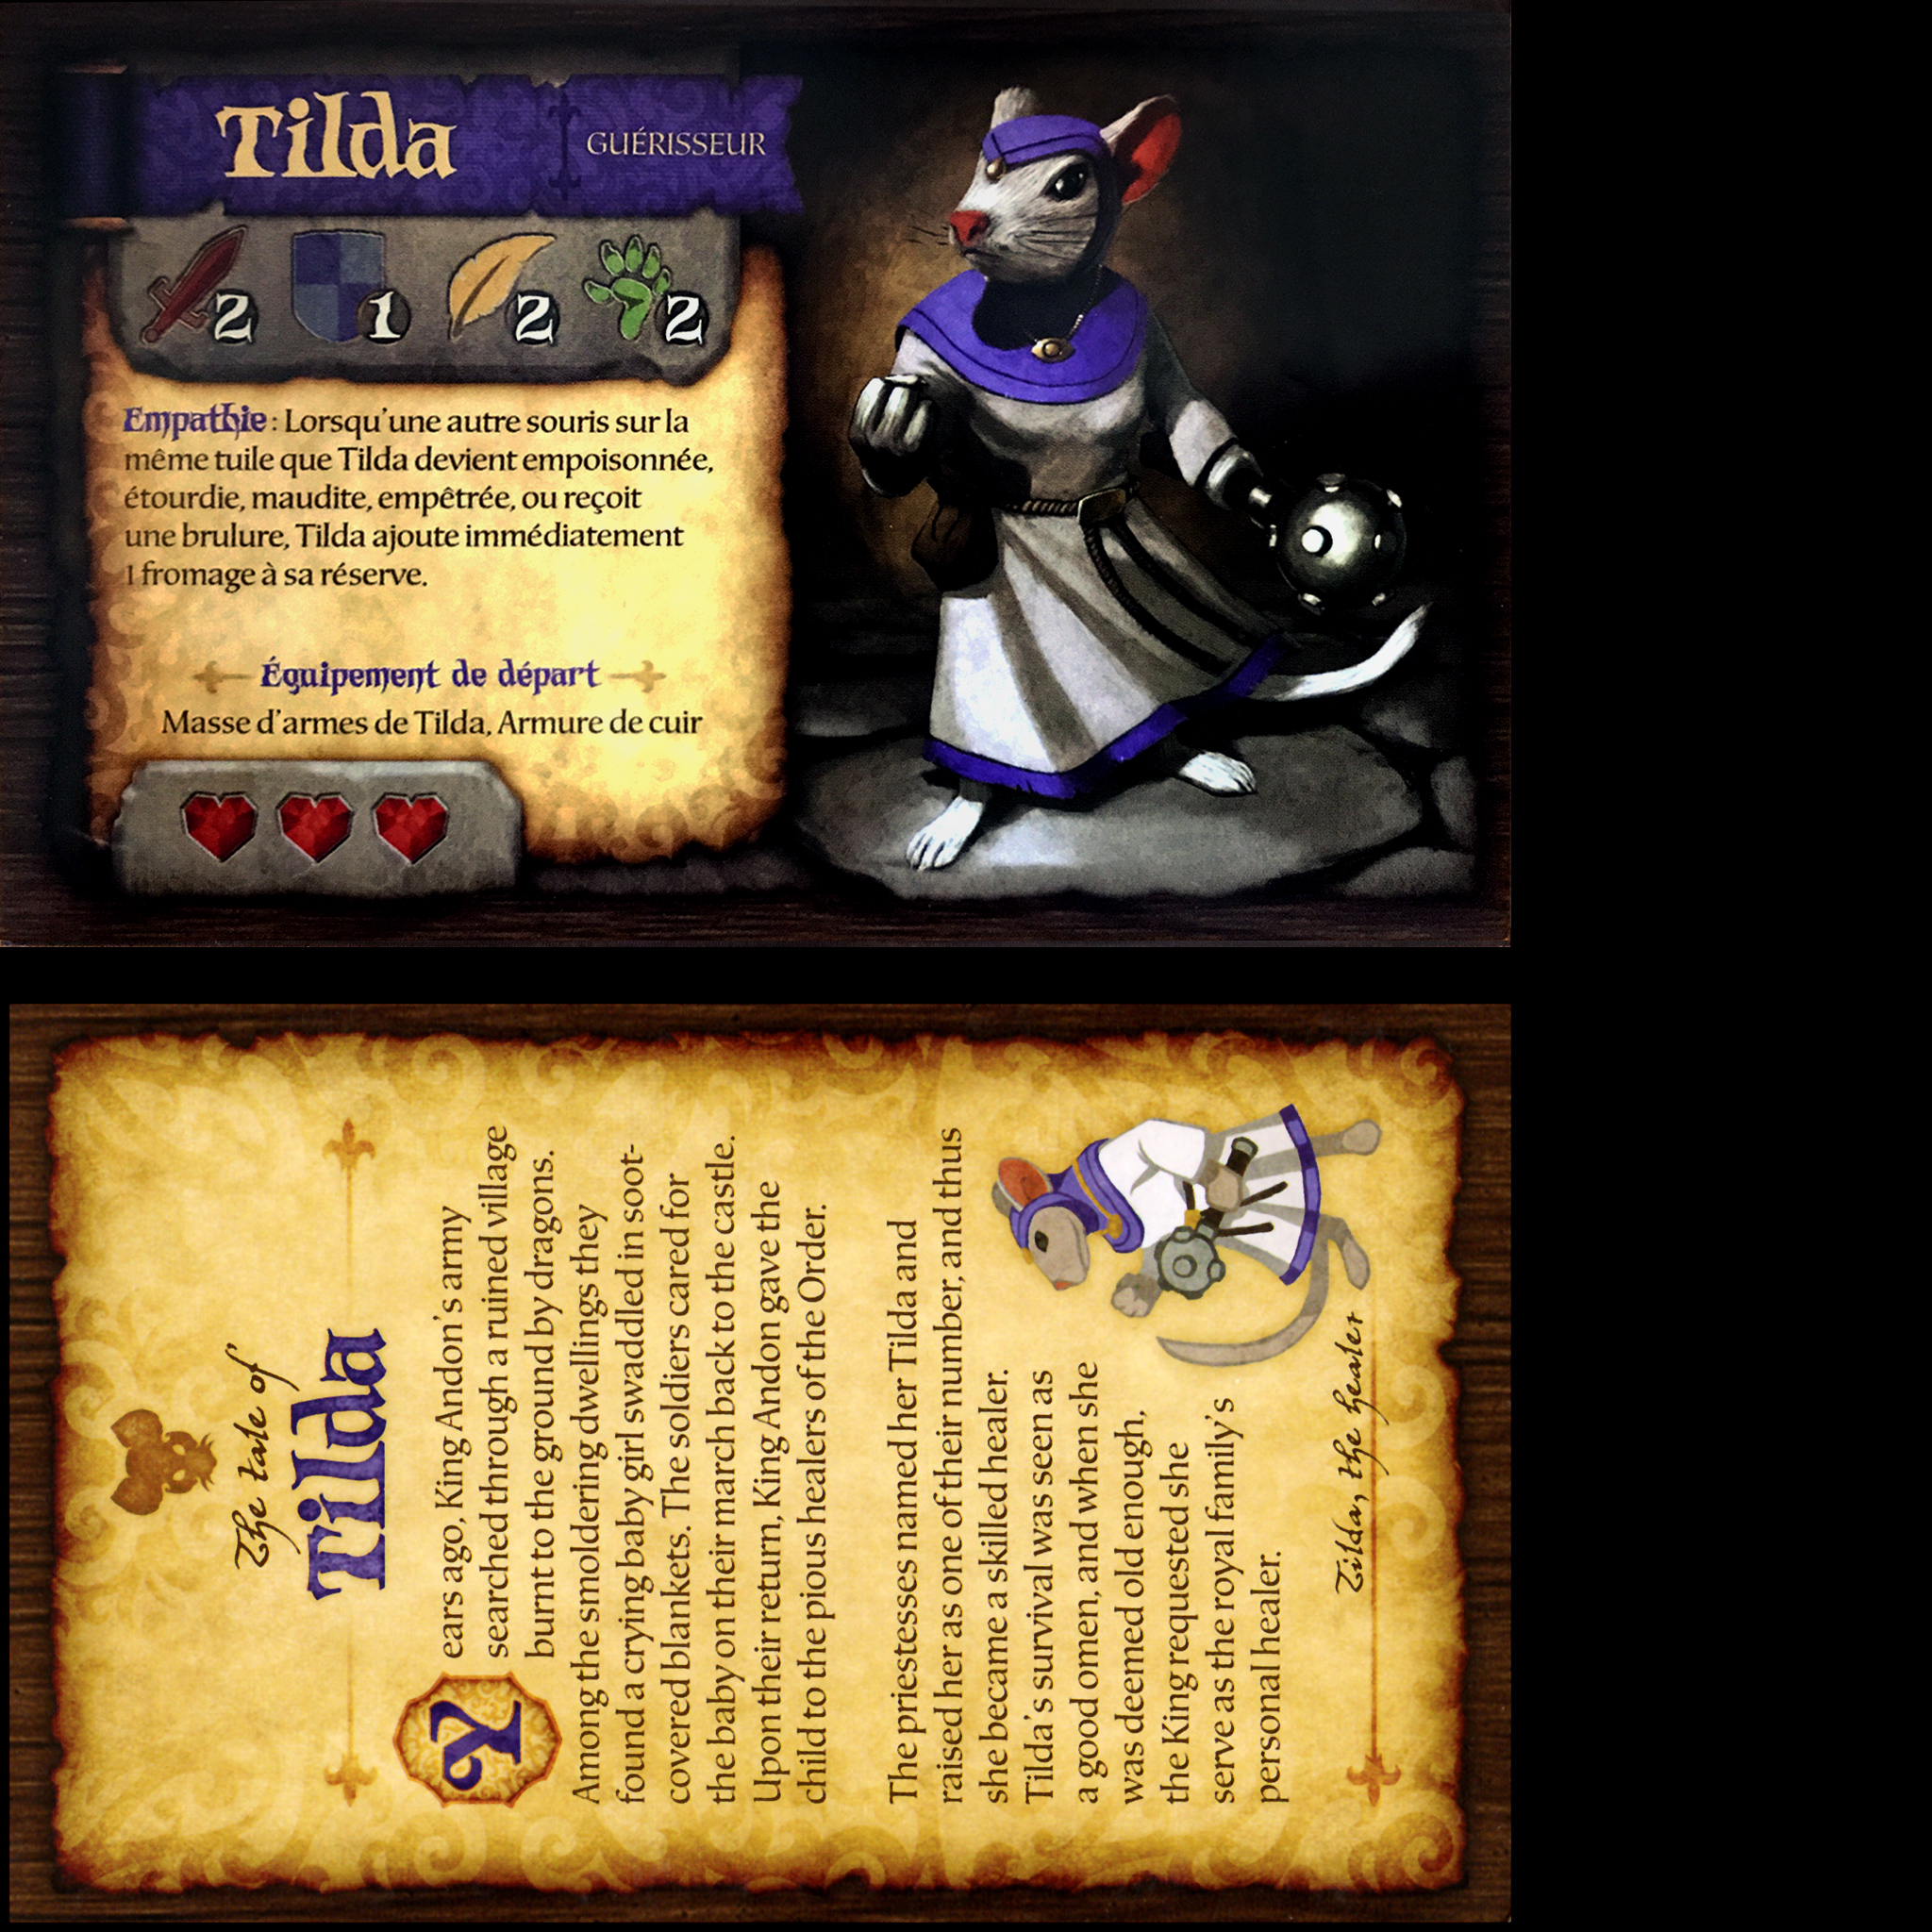 Tilda
GUÉRISSEUR
2 1 2 2
Empathie : Lorsqu'une autre souris sur la
même tuile que Tilda devient empoisonnée,
étourdie, maudite, empêtrée, ou reçoit
une brulure, Tilda ajoute immédiatement
1 fromage à sa réserve.
Équipement de départ
Masse d'armes de Tilda, Armure de cuir
The tale of
Tilda
Years ago, King Andon's army
searched through a ruined village
burnt to the ground by dragons.
Among the smoldering dwellings they
found a crying baby girl swaddled in soot-
covered blankets. The soldiers cared for
the baby on their march back to the castle.
Upon their return, King Andon gave the
child to the pious healers of the Order.
The priestesses named her Tilda and
raised her as one of their number, and thus
she became a skilled healer.
Tilda's survival was seen as
a good omen, and when she
was deemed old enough,
the King requested she
serve as the royal family's
personal healer.
Tilda, the healer